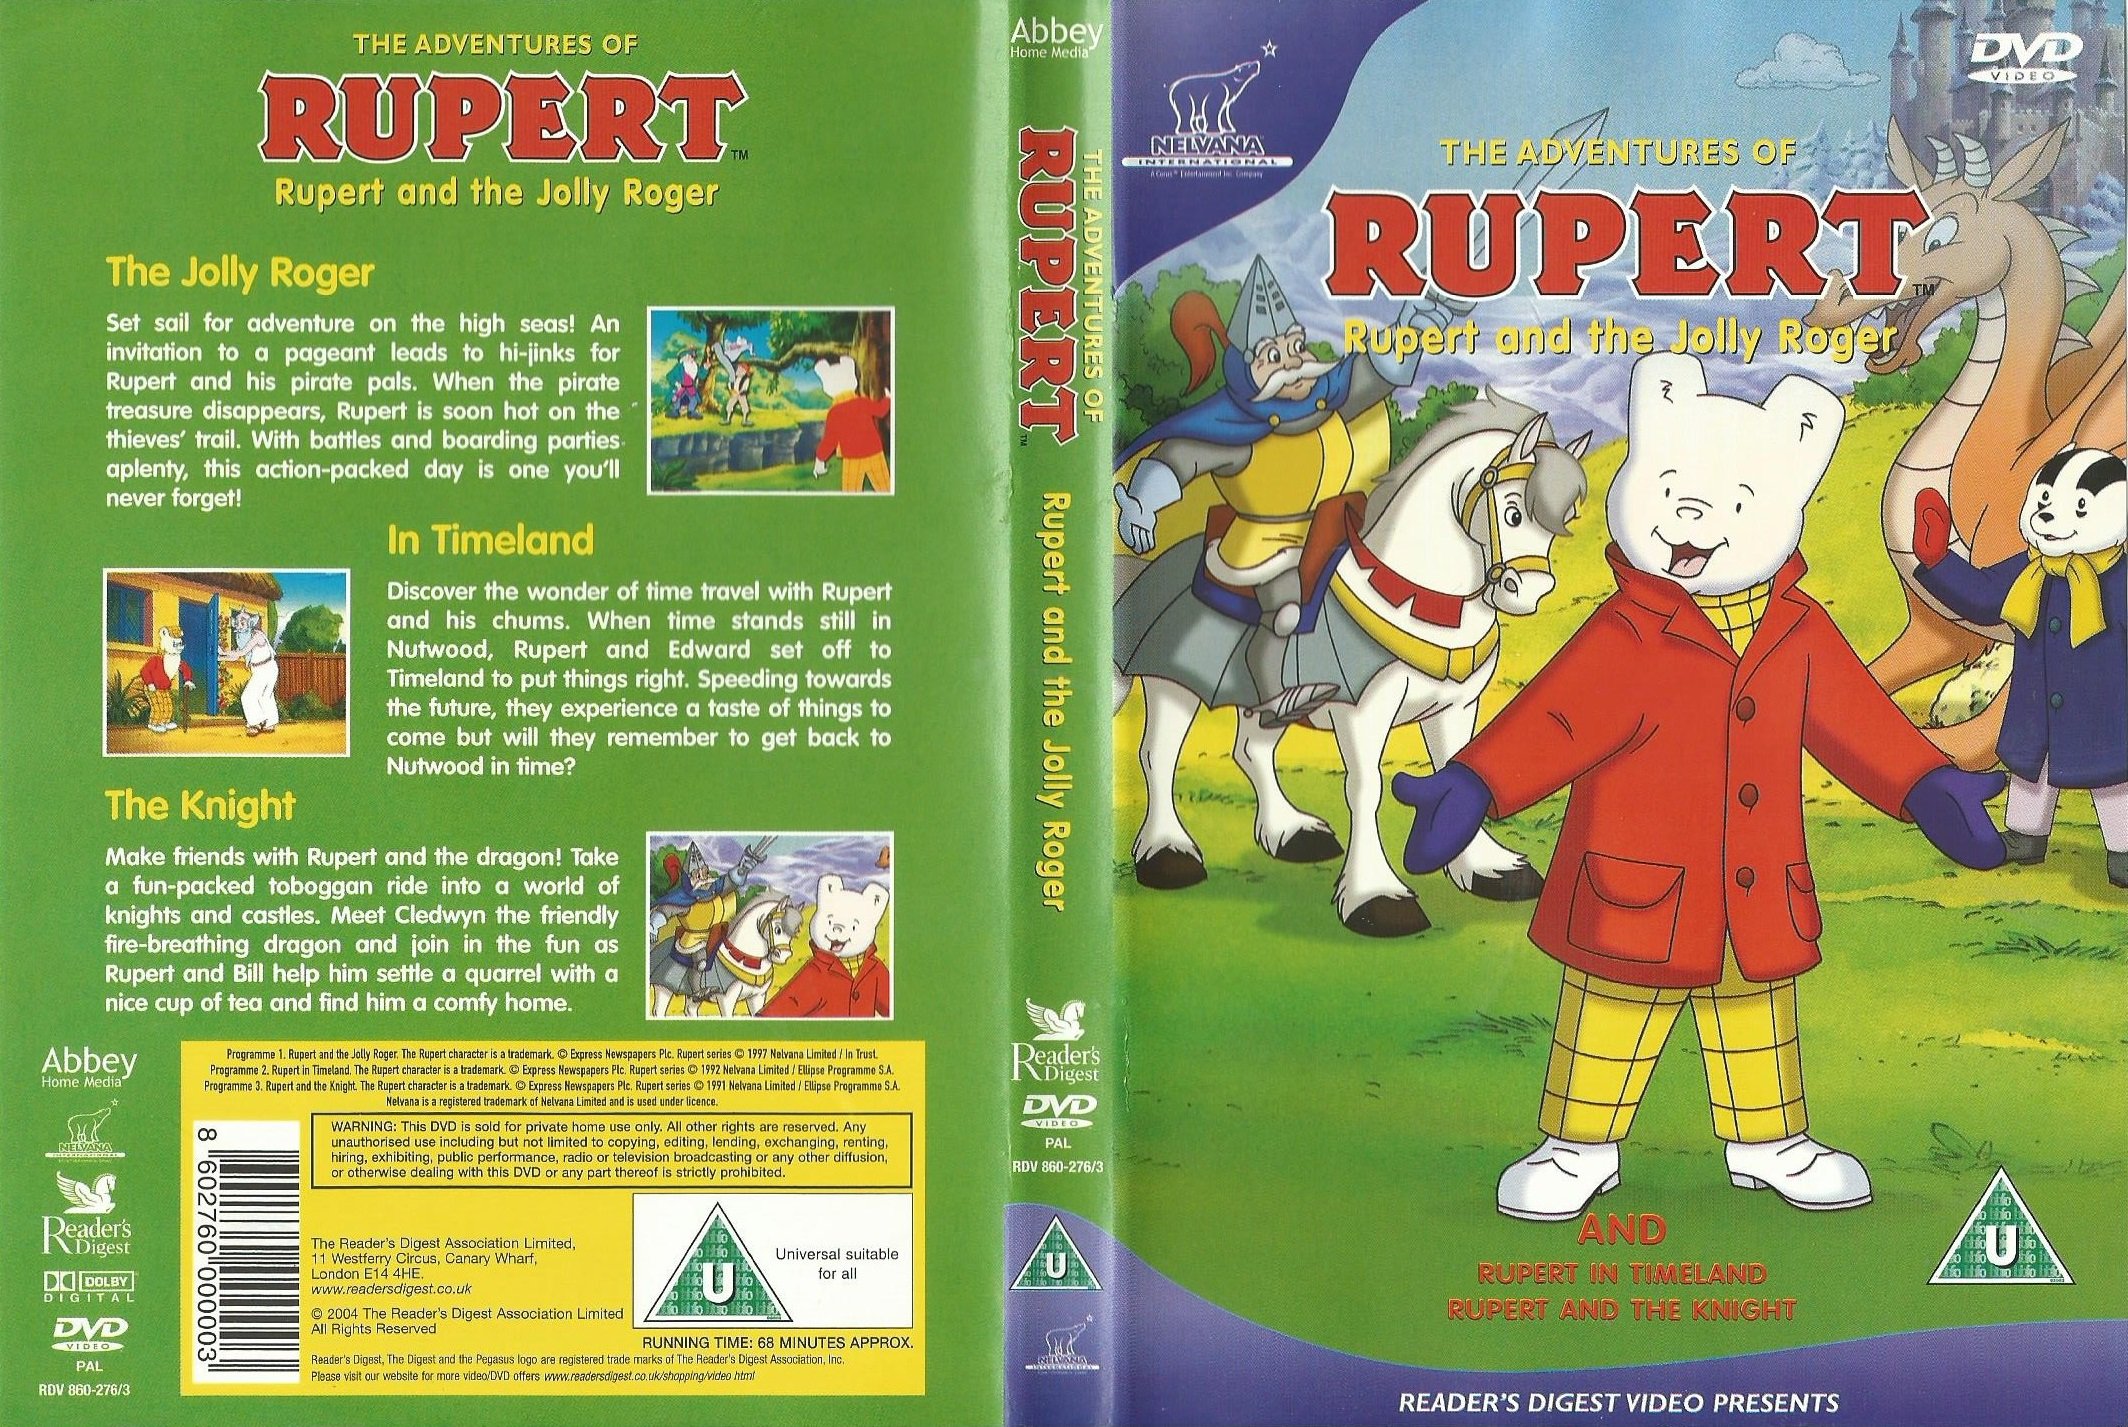 THE ADVENTURES OF
RUPERT™
Rupert and the Jolly Roger
The Jolly Roger
Set sail for adventure on the high seas! An
invitation to a pageant leads to hi-jinks for
Rupert and his pirate pals. When the pirate
treasure disappears, Rupert is soon hot on the
thieves' trail. With battles and boarding parties
aplenty, this action-packed day is one you'll
never forget!
In Timeland
Discover the wonder of time travel with Rupert
and his chums. When time stands still in
Nutwood, Rupert and Edward set off to
Timeland to put things right. Speeding towards
the future, they experience a taste of things to
come but will they remember to get back to
Nutwood in time?
The Knight
Make friends with Rupert and the dragon! Take
a fun-packed toboggan ride into a world of
knights and castles. Meet Cledwyn the friendly
fire-breathing dragon and join in the fun as
Rupert and Bill help him settle a quarrel with a
nice cup of tea and find him a comfy home.
Abbey
Home Media
NELVANA
INTERNATIONAL
Reader's
Digest
DOLBY
DIGITAL
DVD
VIDEO
PAL
RDV 860-276/3
Programme 1. Rupert and the Jolly Roger. The Rupert character is a trademark. © Express Newspapers Plc. Rupert series © 1997 Nelvana Limited / In Trust.
Programme 2. Rupert in Timeland. The Rupert character is a trademark. © Express Newspapers Plc. Rupert series © 1992 Nelvana Limited / Ellipse Programme S.A.
Programme 3. Rupert and the Knight. The Rupert character is a trademark. © Express Newspapers Plc. Rupert series © 1991 Nelvana Limited / Ellipse Programme S.A.
Nelvana is a registered trademark of Nelvana Limited and is used under licence.
WARNING: This DVD is sold for private home use only. All other rights are reserved. Any
unauthorised use including but not limited to copying, editing, lending, exchanging, renting,
hiring, exhibiting, public performance, radio or television broadcasting or any other diffusion,
or otherwise dealing with this DVD or any part thereof is strictly prohibited.
8 602760 000003
The Reader's Digest Association Limited,
11 Westferry Circus, Canary Wharf,
London E14 4HE.
www.readersdigest.co.uk
© 2004 The Reader's Digest Association Limited
All Rights Reserved
U
Universal suitable
for all
RUNNING TIME: 68 MINUTES APPROX.
Reader's Digest, The Digest and the Pegasus logo are registered trade marks of The Reader's Digest Association, Inc.
Please visit our website for more video/DVD offers www.readersdigest.co.uk/shopping/video html
Abbey
Home Media
THE ADVENTURES OF
RUPERT™
Rupert and the Jolly Roger
Reader's
Digest
DVD
VIDEO
PAL
RDV 860-276/3
U
NELVANA
INTERNATIONAL
NELVANA™
INTERNATIONAL
A Corus® Entertainment Inc. Company
DVD
VIDEO
THE ADVENTURES OF
RUPERT™
Rupert and the Jolly Roger
AND
RUPERT IN TIMELAND
RUPERT AND THE KNIGHT
U
READER'S DIGEST VIDEO PRESENTS